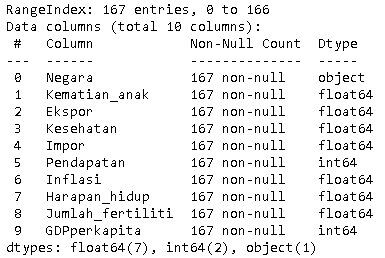 RangeIndex: 167 entries, 0 to 166
Data columns (total 10 columns):
 #   Column           Non-Null Count  Dtype
---  ------           --------------  -----
 0   Negara           167 non-null    object
 1   Kematian_anak    167 non-null    float64
 2   Ekspor           167 non-null    float64
 3   Kesehatan        167 non-null    float64
 4   Impor            167 non-null    float64
 5   Pendapatan       167 non-null    int64
 6   Inflasi          167 non-null    float64
 7   Harapan_hidup    167 non-null    float64
 8   Jumlah_fertiliti 167 non-null    float64
 9   GDPperkapita     167 non-null    int64
dtypes: float64(7), int64(2), object(1)